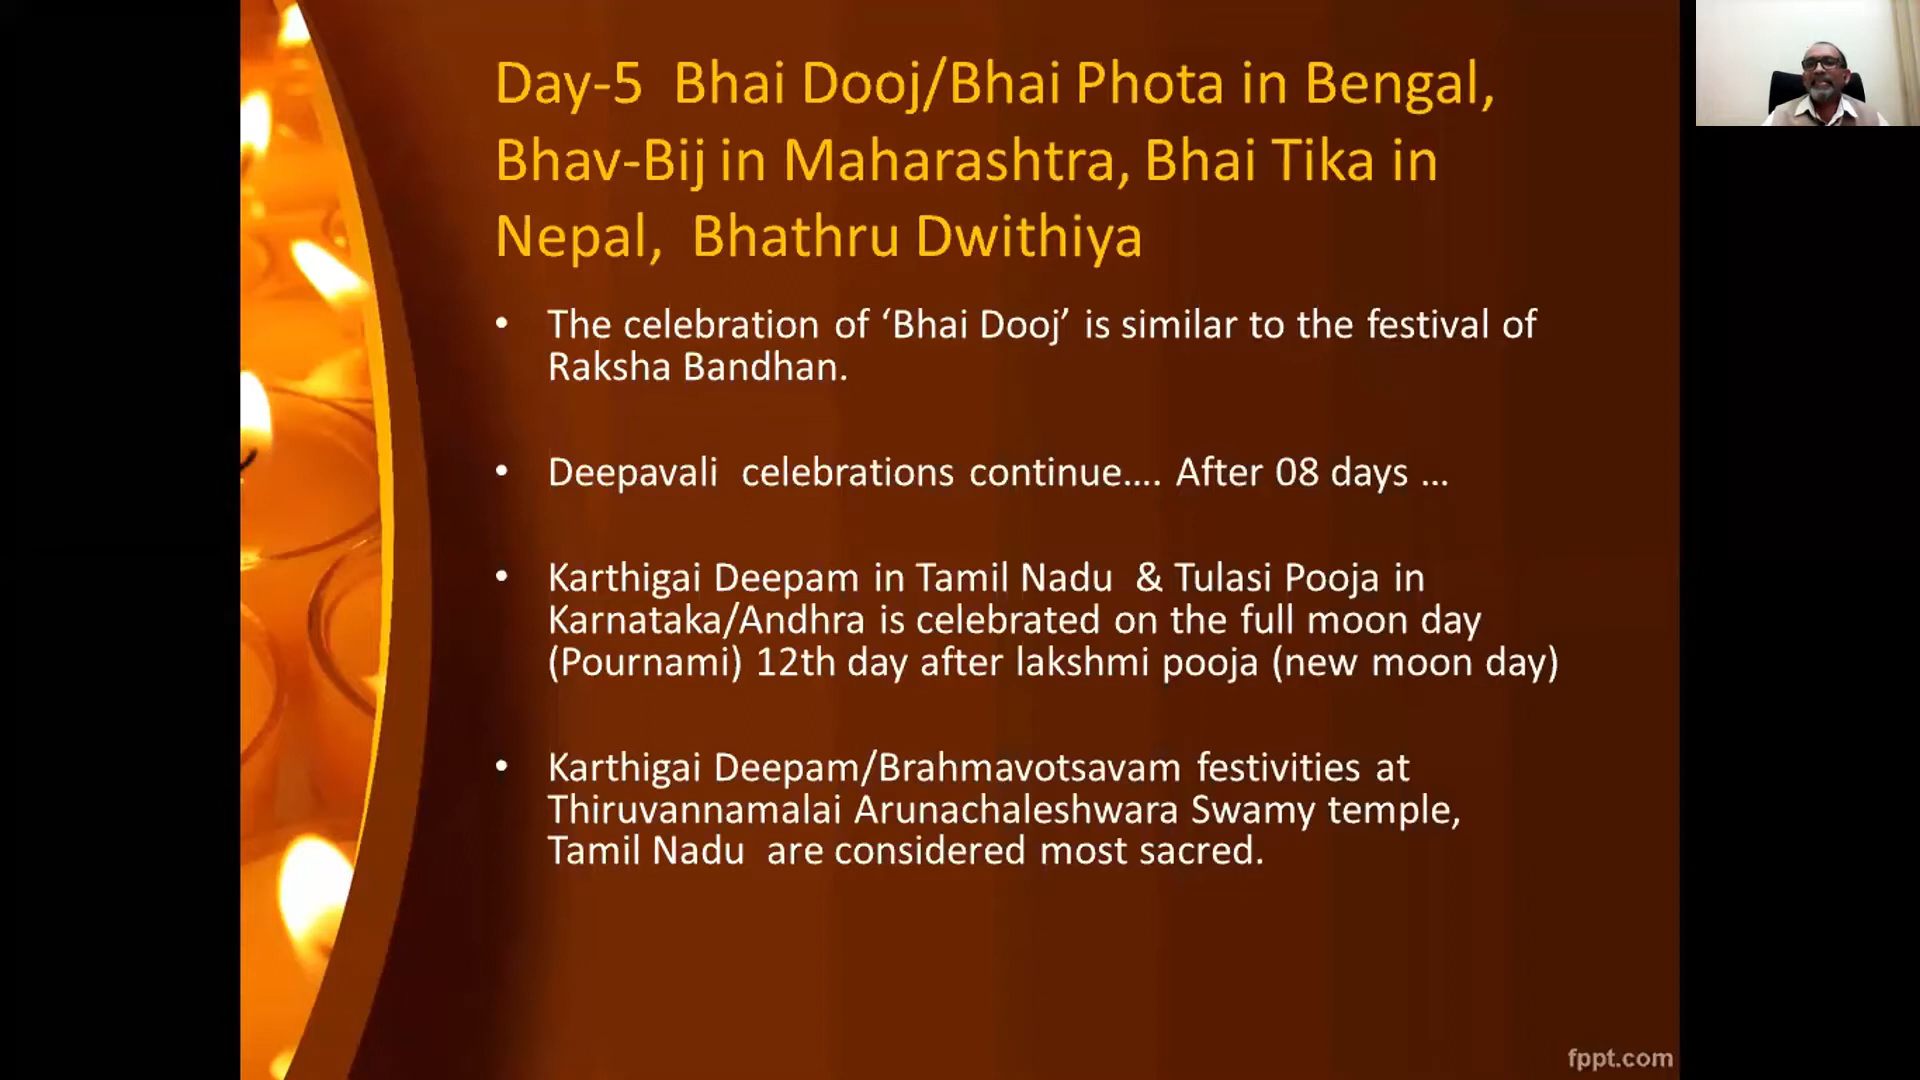 Day-5 Bhai Dooj/Bhai Phota in Bengal,
Bhav-Bij in Maharashtra, Bhai Tika in
Nepal, Bhathru Dwithiya
• The celebration of ‘Bhai Dooj’ is similar to the festival of
Raksha Bandhan.
• Deepavali celebrations continue.... After 08 days ...
• Karthigai Deepam in Tamil Nadu & Tulasi Pooja in
Karnataka/Andhra is celebrated on the full moon day
(Pournami) 12th day after lakshmi pooja (new moon day)
• Karthigai Deepam/Brahmavotsavam festivities at
Thiruvannamalai Arunachaleshwara Swamy temple,
Tamil Nadu are considered most sacred.
fppt.com